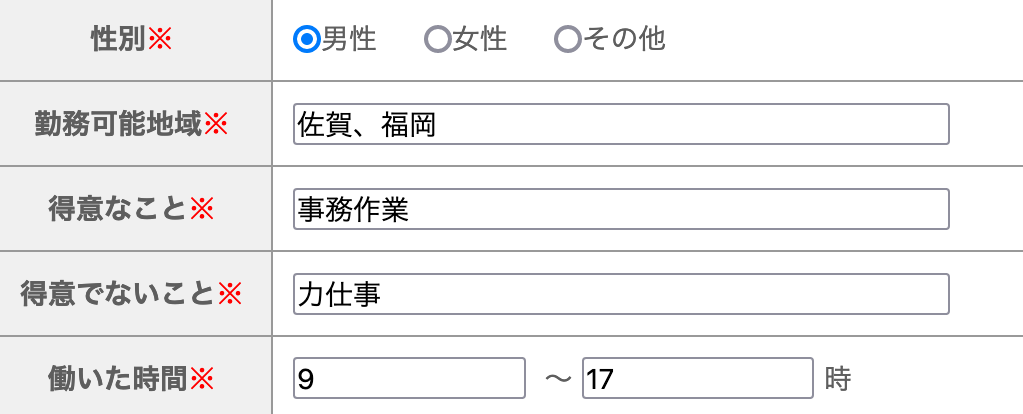 性別※ 男性 女性 その他
勤務可能地域※ 佐賀、福岡
得意なこと※ 事務作業
得意でないこと※ 力仕事
働いた時間※ 9 〜 17 時